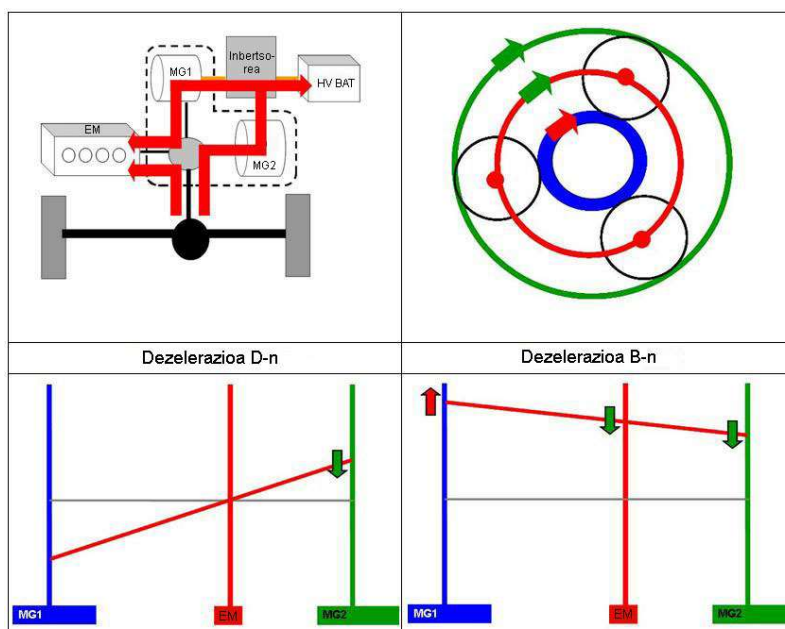 MG1
Inbertso-
rea
HV BAT
EM
MG2
Dezelerazioa D-n
Dezelerazioa B-n
MG1
EM
MG2
MG1
EM
MG2